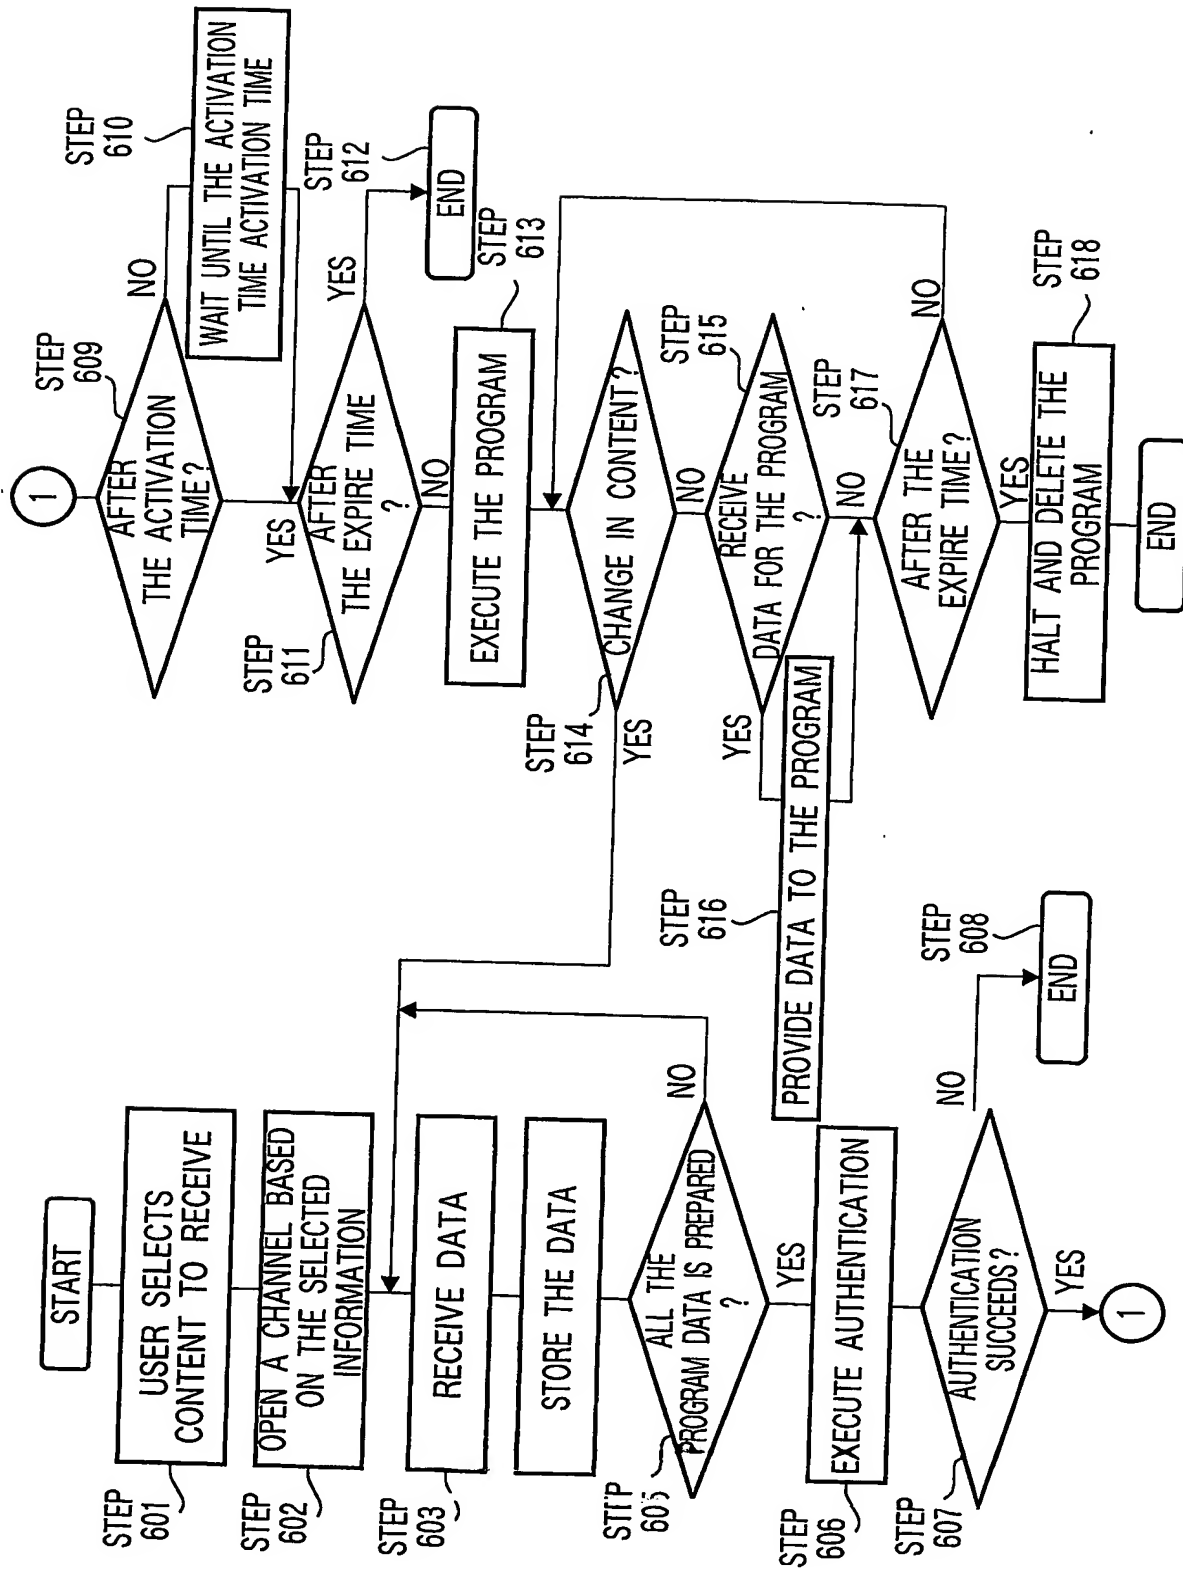 START
STEP
601
USER SELECTS
CONTENT TO RECEIVE
STEP
602
OPEN A CHANNEL BASED
ON THE SELECTED
INFORMATION
STEP
603
RECEIVE DATA
STORE THE DATA
STEP
605
ALL THE
PROGRAM DATA IS PREPARED
?
NO
YES
STEP
606
EXECUTE AUTHENTICATION
STEP
607
AUTHENTICATION
SUCCEEDS?
NO
STEP
608
END
YES
1
1
STEP
609
AFTER
THE ACTIVATION
TIME?
NO
STEP
610
WAIT UNTIL THE ACTIVATION
TIME ACTIVATION TIME
YES
STEP
611
AFTER
THE EXPIRE TIME
?
YES
STEP
612
END
NO
EXECUTE THE PROGRAM
STEP
613
STEP
614
CHANGE IN CONTENT?
YES
NO
STEP
615
RECEIVE
DATA FOR THE PROGRAM
?
YES
STEP
616
PROVIDE DATA TO THE PROGRAM
NO
STEP
617
AFTER THE
EXPIRE TIME?
NO
YES
STEP
618
HALT AND DELETE THE
PROGRAM
END